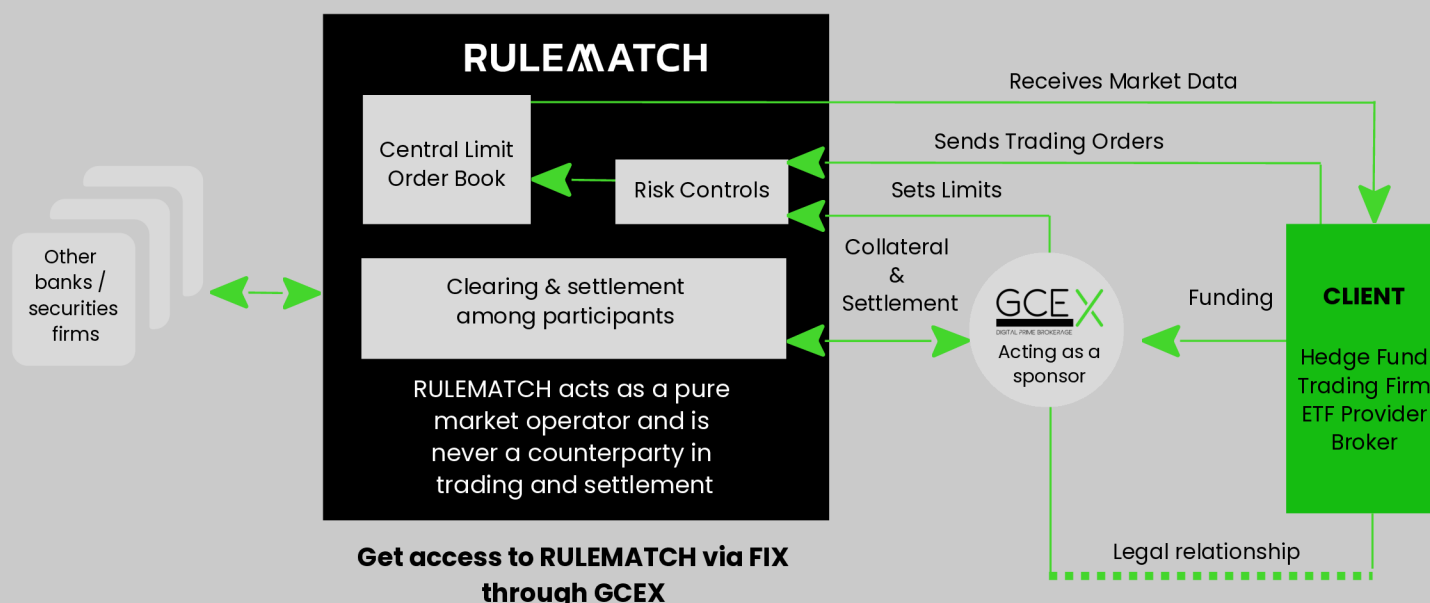 RULEMATCH
Receives Market Data
Sends Trading Orders
Central Limit
Order Book
Risk Controls
Sets Limits
Other
banks /
securities
firms
Clearing & settlement
among participants
Collateral
&
Settlement
GCEX
DIGITAL PRIME BROKERAGE
Acting as a
sponsor
Funding
CLIENT
Hedge Fund
Trading Firm
ETF Provider
Broker
RULEMATCH acts as a pure
market operator and is
never a counterparty in
trading and settlement
Legal relationship
Get access to RULEMATCH via FIX
through GCEX